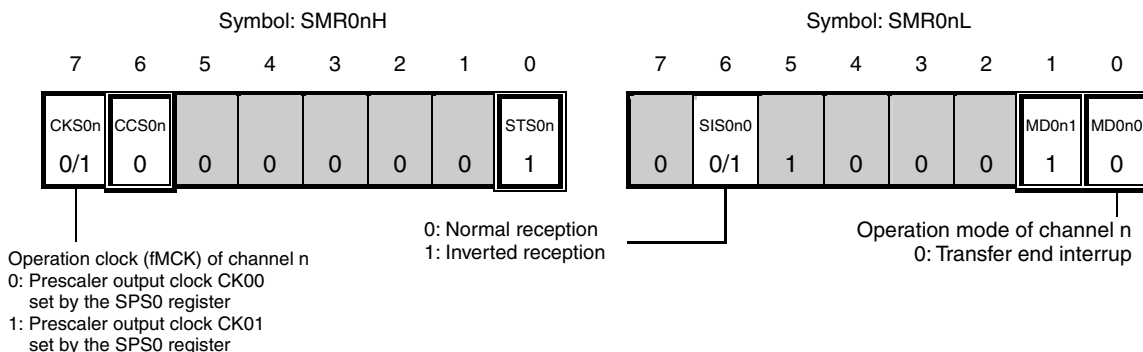 Symbol: SMR0nH
Symbol: SMR0nL
7 6 5 4 3 2 1 0
7 6 5 4 3 2 1 0
CKS0n CCS0n STS0n
SIS0n0 MD0n1 MD0n0
0/1 0 0 0 0 0 0 1
0 0/1 1 0 0 0 1 0
0: Normal reception
1: Inverted reception
Operation mode of channel n
0: Transfer end interrup
Operation clock (fMCK) of channel n
0: Prescaler output clock CK00
set by the SPS0 register
1: Prescaler output clock CK01
set by the SPS0 register